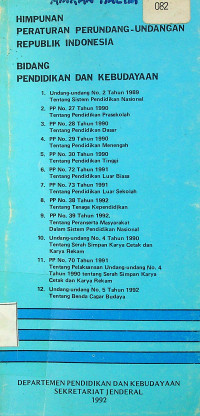 082
HIMPUNAN
PERATURAN PERUNDANG-UNDANGAN
REPUBLIK INDONESIA
BIDANG
PENDIDIKAN DAN KEBUDAYAAN
1. Undang-undang No. 2 Tahun 1989
Tentang Sistem Pendidikan Nasional
2. PP No. 27 Tahun 1990
Tentang Pendidikan Prasekolah
3. PP No. 28 Tahun 1990
Tentang Pendidikan Dasar
4. PP No. 29 Tahun 1990
Tentang Pendidikan Menengah
5. PP No. 30 Tahun 1990
Tentang Pendidikan Tinggi
6. PP No. 72 Tahun 1991
Tentang Pendidikan Luar Biasa
7. PP No. 73 Tahun 1991
Tentang Pendidikan Luar Sekolah
8. PP No. 38 Tahun 1992
Tentang Tenaga Kependidikan
9. PP No. 39 Tahun 1992,
Tentang Peranserta Masyarakat
Dalam Sistem Pendidikan Nasional
10. Undang-undang No. 4 Tahun 1990
Tentang Serah Simpan Karya Cetak dan
Karya Rekam
11. PP No. 70 Tahun 1991
Tentang Pelaksanaan Undang-undang No. 4
Tahun 1990 tentang Serah Simpan Karya
Cetak dan Karya Rekam
12. Undang-undang No. 5 Tahun 1992
Tentang Benda Cagar Budaya
DEPARTEMEN PENDIDIKAN DAN KEBUDAYAAN
SEKRETARIAT JENDERAL
1992